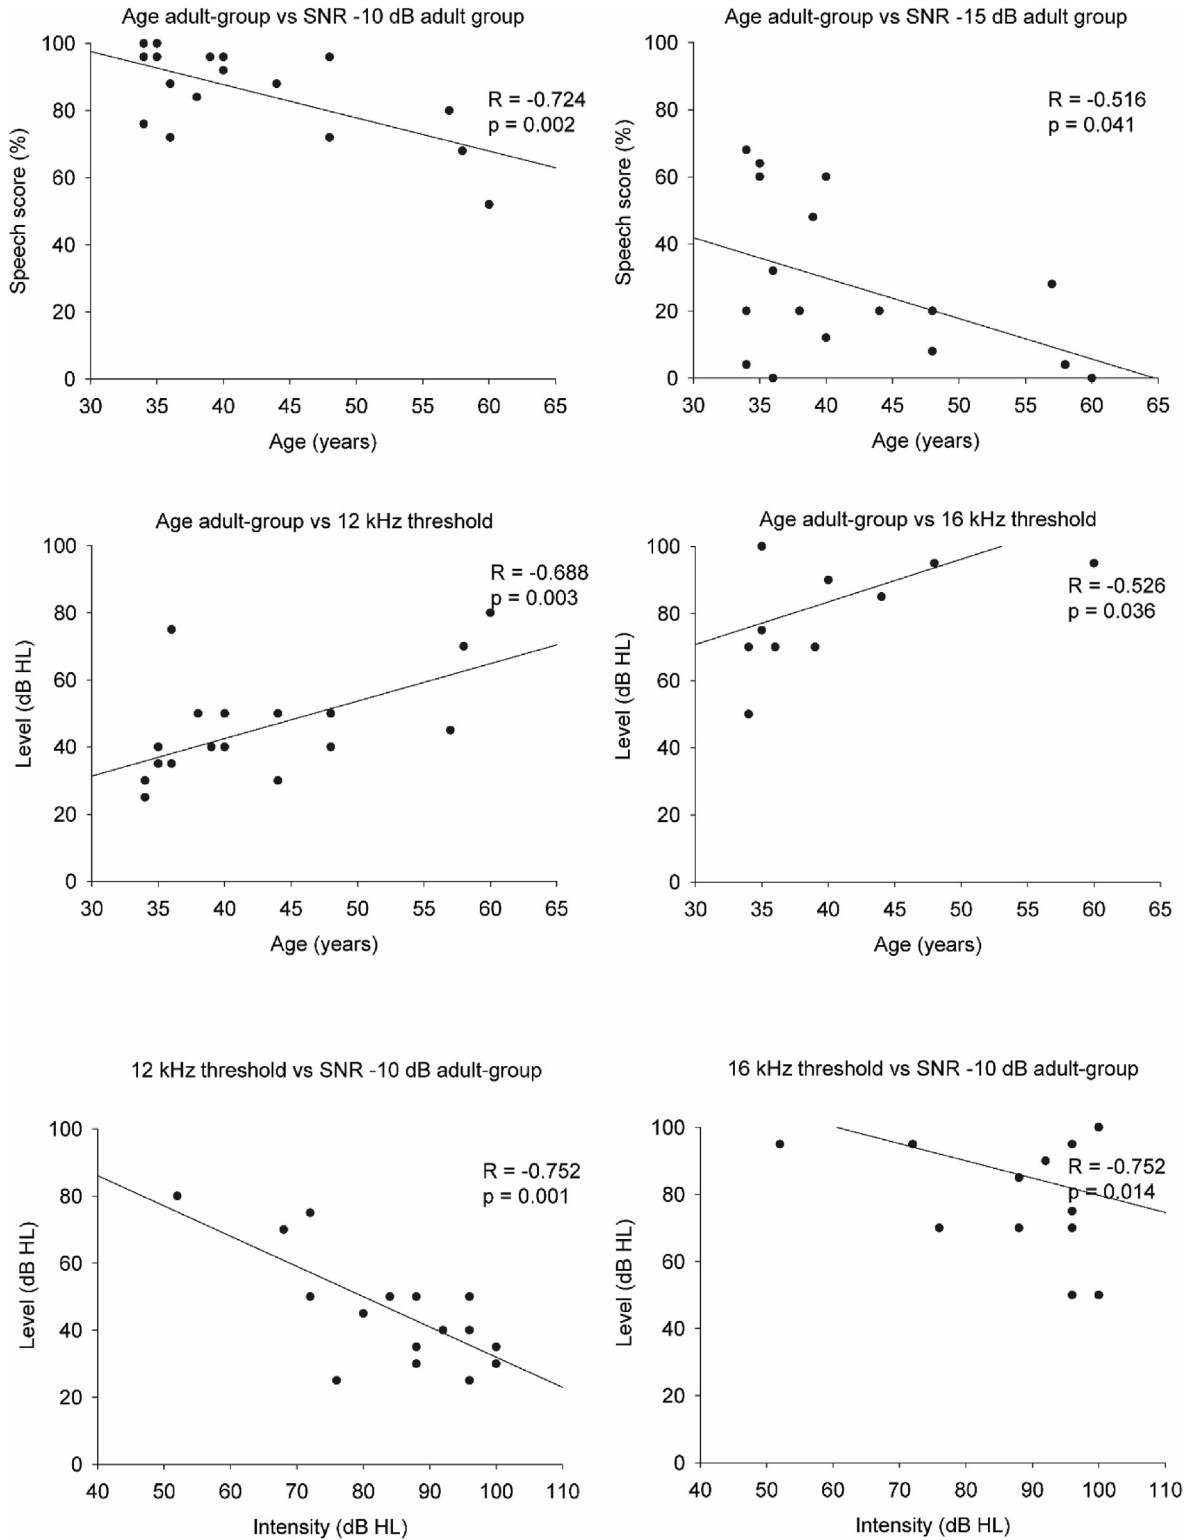 Age adult-group vs SNR -10 dB adult group
100
80
60
40
20
0
Speech score (%)
R = -0.724
p = 0.002
30 35 40 45 50 55 60 65
Age (years)
Age adult-group vs SNR -15 dB adult group
100
80
60
40
20
0
Speech score (%)
R = -0.516
p = 0.041
30 35 40 45 50 55 60 65
Age (years)
Age adult-group vs 12 kHz threshold
100
80
60
40
20
0
Level (dB HL)
R = -0.688
p = 0.003
30 35 40 45 50 55 60 65
Age (years)
Age adult-group vs 16 kHz threshold
100
80
60
40
20
0
Level (dB HL)
R = -0.526
p = 0.036
30 35 40 45 50 55 60 65
Age (years)
12 kHz threshold vs SNR -10 dB adult-group
100
80
60
40
20
0
Level (dB HL)
R = -0.752
p = 0.001
40 50 60 70 80 90 100 110
Intensity (dB HL)
16 kHz threshold vs SNR -10 dB adult-group
100
80
60
40
20
0
Level (dB HL)
R = -0.752
p = 0.014
40 50 60 70 80 90 100 110
Intensity (dB HL)